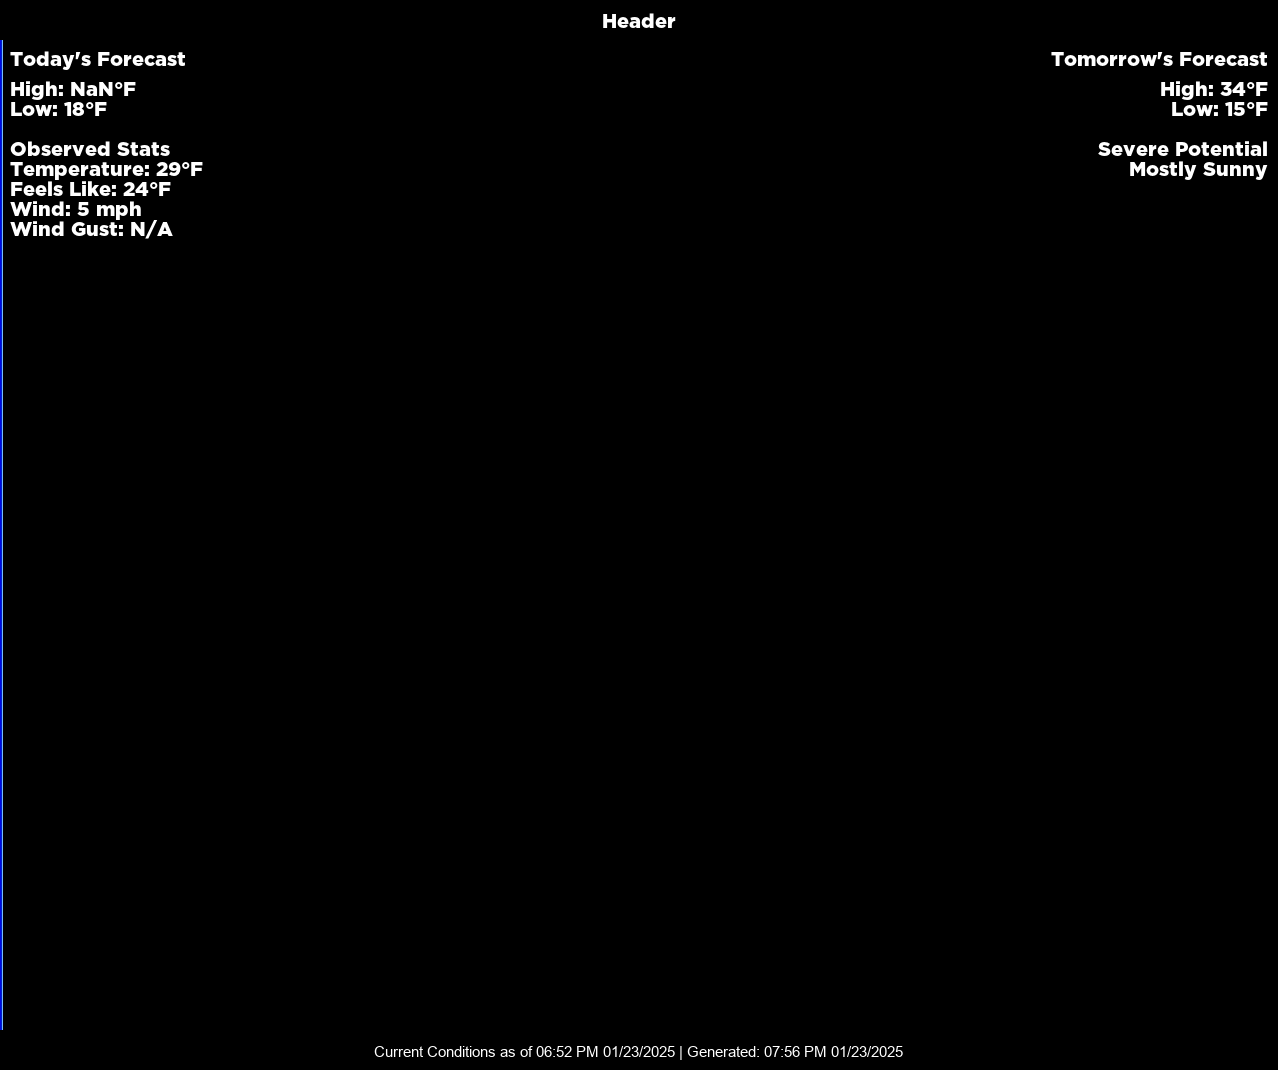 Header
Today's Forecast
High: NaN°F
Low: 18°F
Observed Stats
Temperature: 29°F
Feels Like: 24°F
Wind: 5 mph
Wind Gust: N/A
Tomorrow's Forecast
High: 34°F
Low: 15°F
Severe Potential
Mostly Sunny
Current Conditions as of 06:52 PM 01/23/2025 | Generated: 07:56 PM 01/23/2025